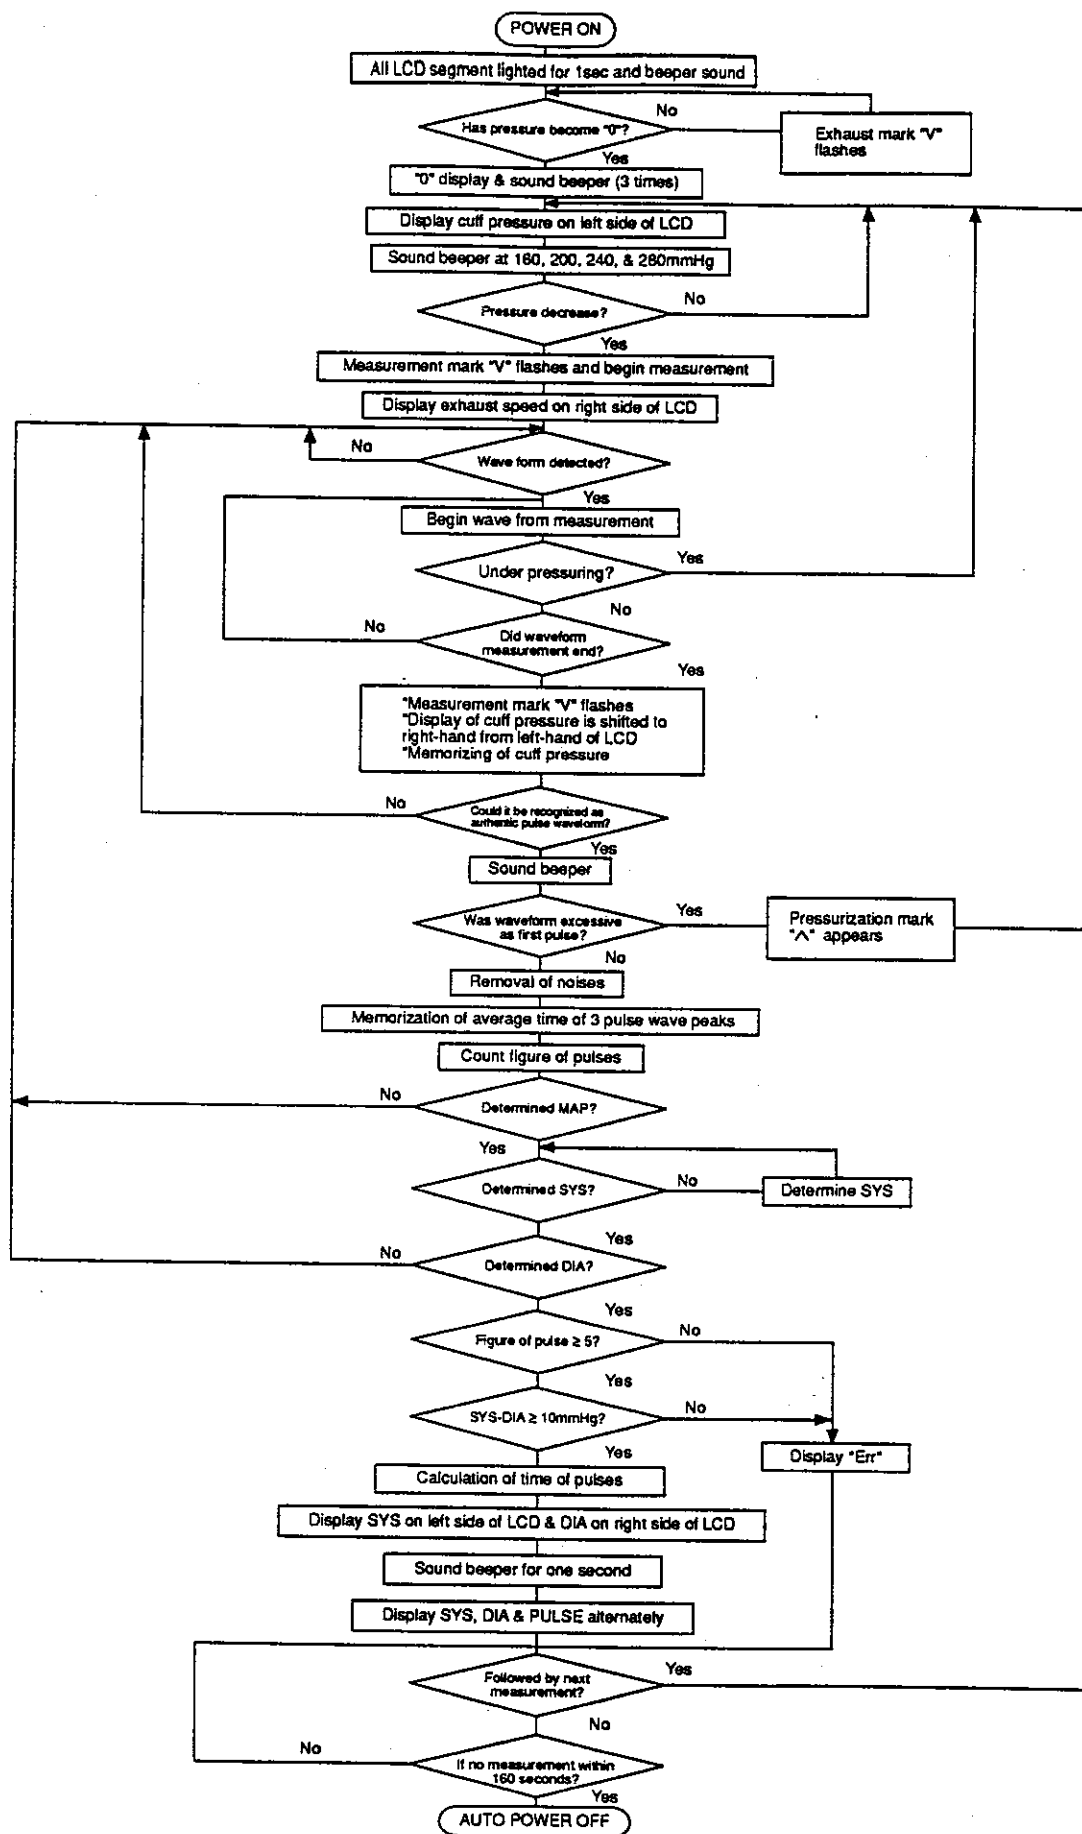 POWER ON
All LCD segment lighted for 1sec and beeper sound
No
Has pressure become "0"?
Exhaust mark "V"
flashes
Yes
"0" display & sound beeper (3 times)
Display cuff pressure on left side of LCD
Sound beeper at 160, 200, 240, & 280mmHg
No
Pressure decrease?
Yes
Measurement mark "V" flashes and begin measurement
Display exhaust speed on right side of LCD
No
Wave form detected?
Yes
Begin wave from measurement
Yes
Under pressuring?
No
No
Did waveform
measurement end?
Yes
"Measurement mark "V" flashes
"Display of cuff pressure is shifted to
right-hand from left-hand of LCD
"Memorizing of cuff pressure
No
Could it be recognized as
authentic pulse waveform?
Yes
Sound beeper
Was waveform excessive
as first pulse?
Yes
Pressurization mark
"Λ" appears
No
Removal of noises
Memorization of average time of 3 pulse wave peaks
Count figure of pulses
No
Determined MAP?
Yes
Determined SYS?
No
Determine SYS
Yes
No
Determined DIA?
Yes
Figure of pulse ≥ 5?
No
Yes
SYS-DIA ≥ 10mmHg?
No
Display "Err"
Yes
Calculation of time of pulses
Display SYS on left side of LCD & DIA on right side of LCD
Sound beeper for one second
Display SYS, DIA & PULSE alternately
Followed by next
measurement?
Yes
No
No
If no measurement within
160 seconds?
Yes
AUTO POWER OFF